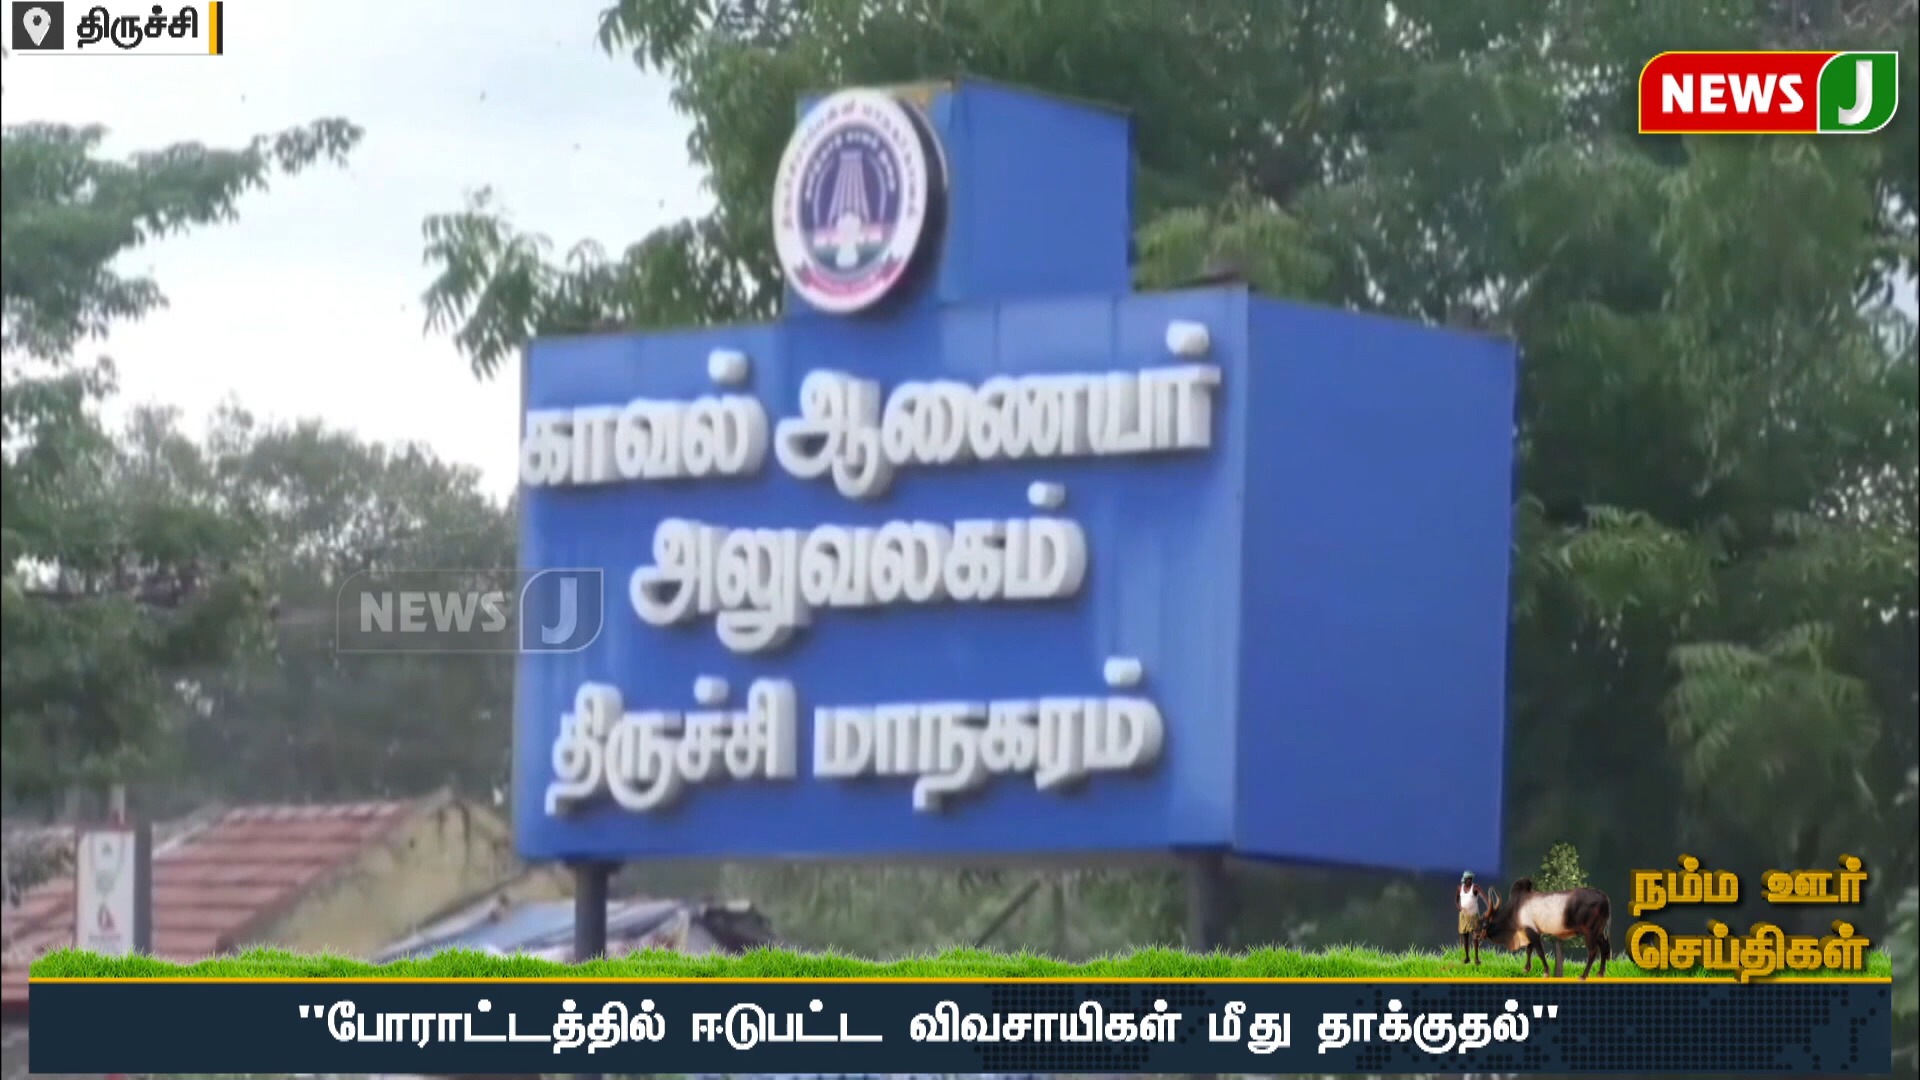 திருச்சி
NEWS J
காவல் ஆணையர்
அலுவலகம்
NEWS J
திருச்சி மாநகரம்
நம்ம ஊர்
செய்திகள்
"போராட்டத்தில் ஈடுபட்ட விவசாயிகள் மீது தாக்குதல்"